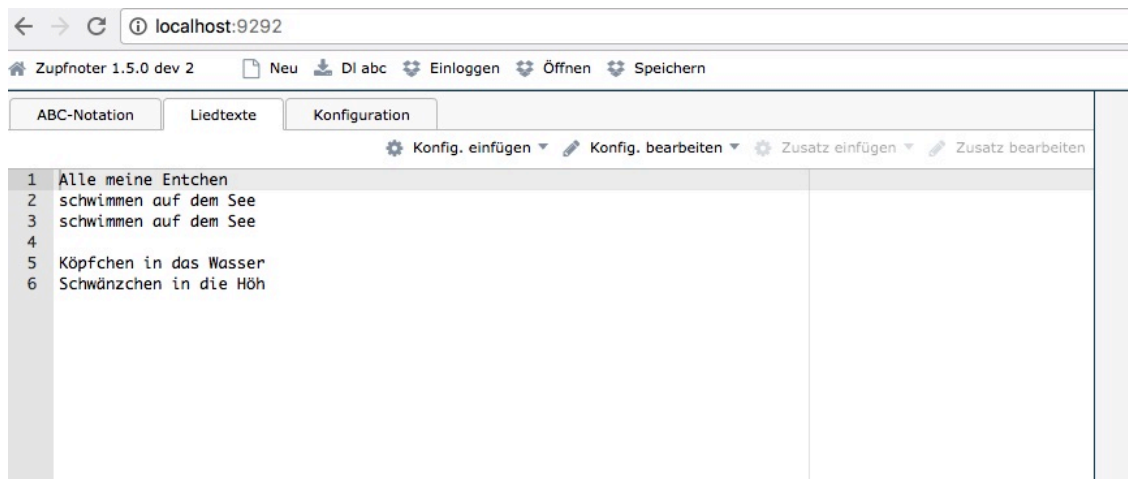 localhost:9292
Zupfnoter 1.5.0 dev 2 Neu Dl abc Einloggen Öffnen Speichern
ABC-Notation Liedtexte Konfiguration
Konfig. einfügen Konfig. bearbeiten Zusatz einfügen Zusatz bearbeiten
1 Alle meine Entchen
2 schwimmen auf dem See
3 schwimmen auf dem See
4
5 Köpfchen in das Wasser
6 Schwänzchen in die Höh